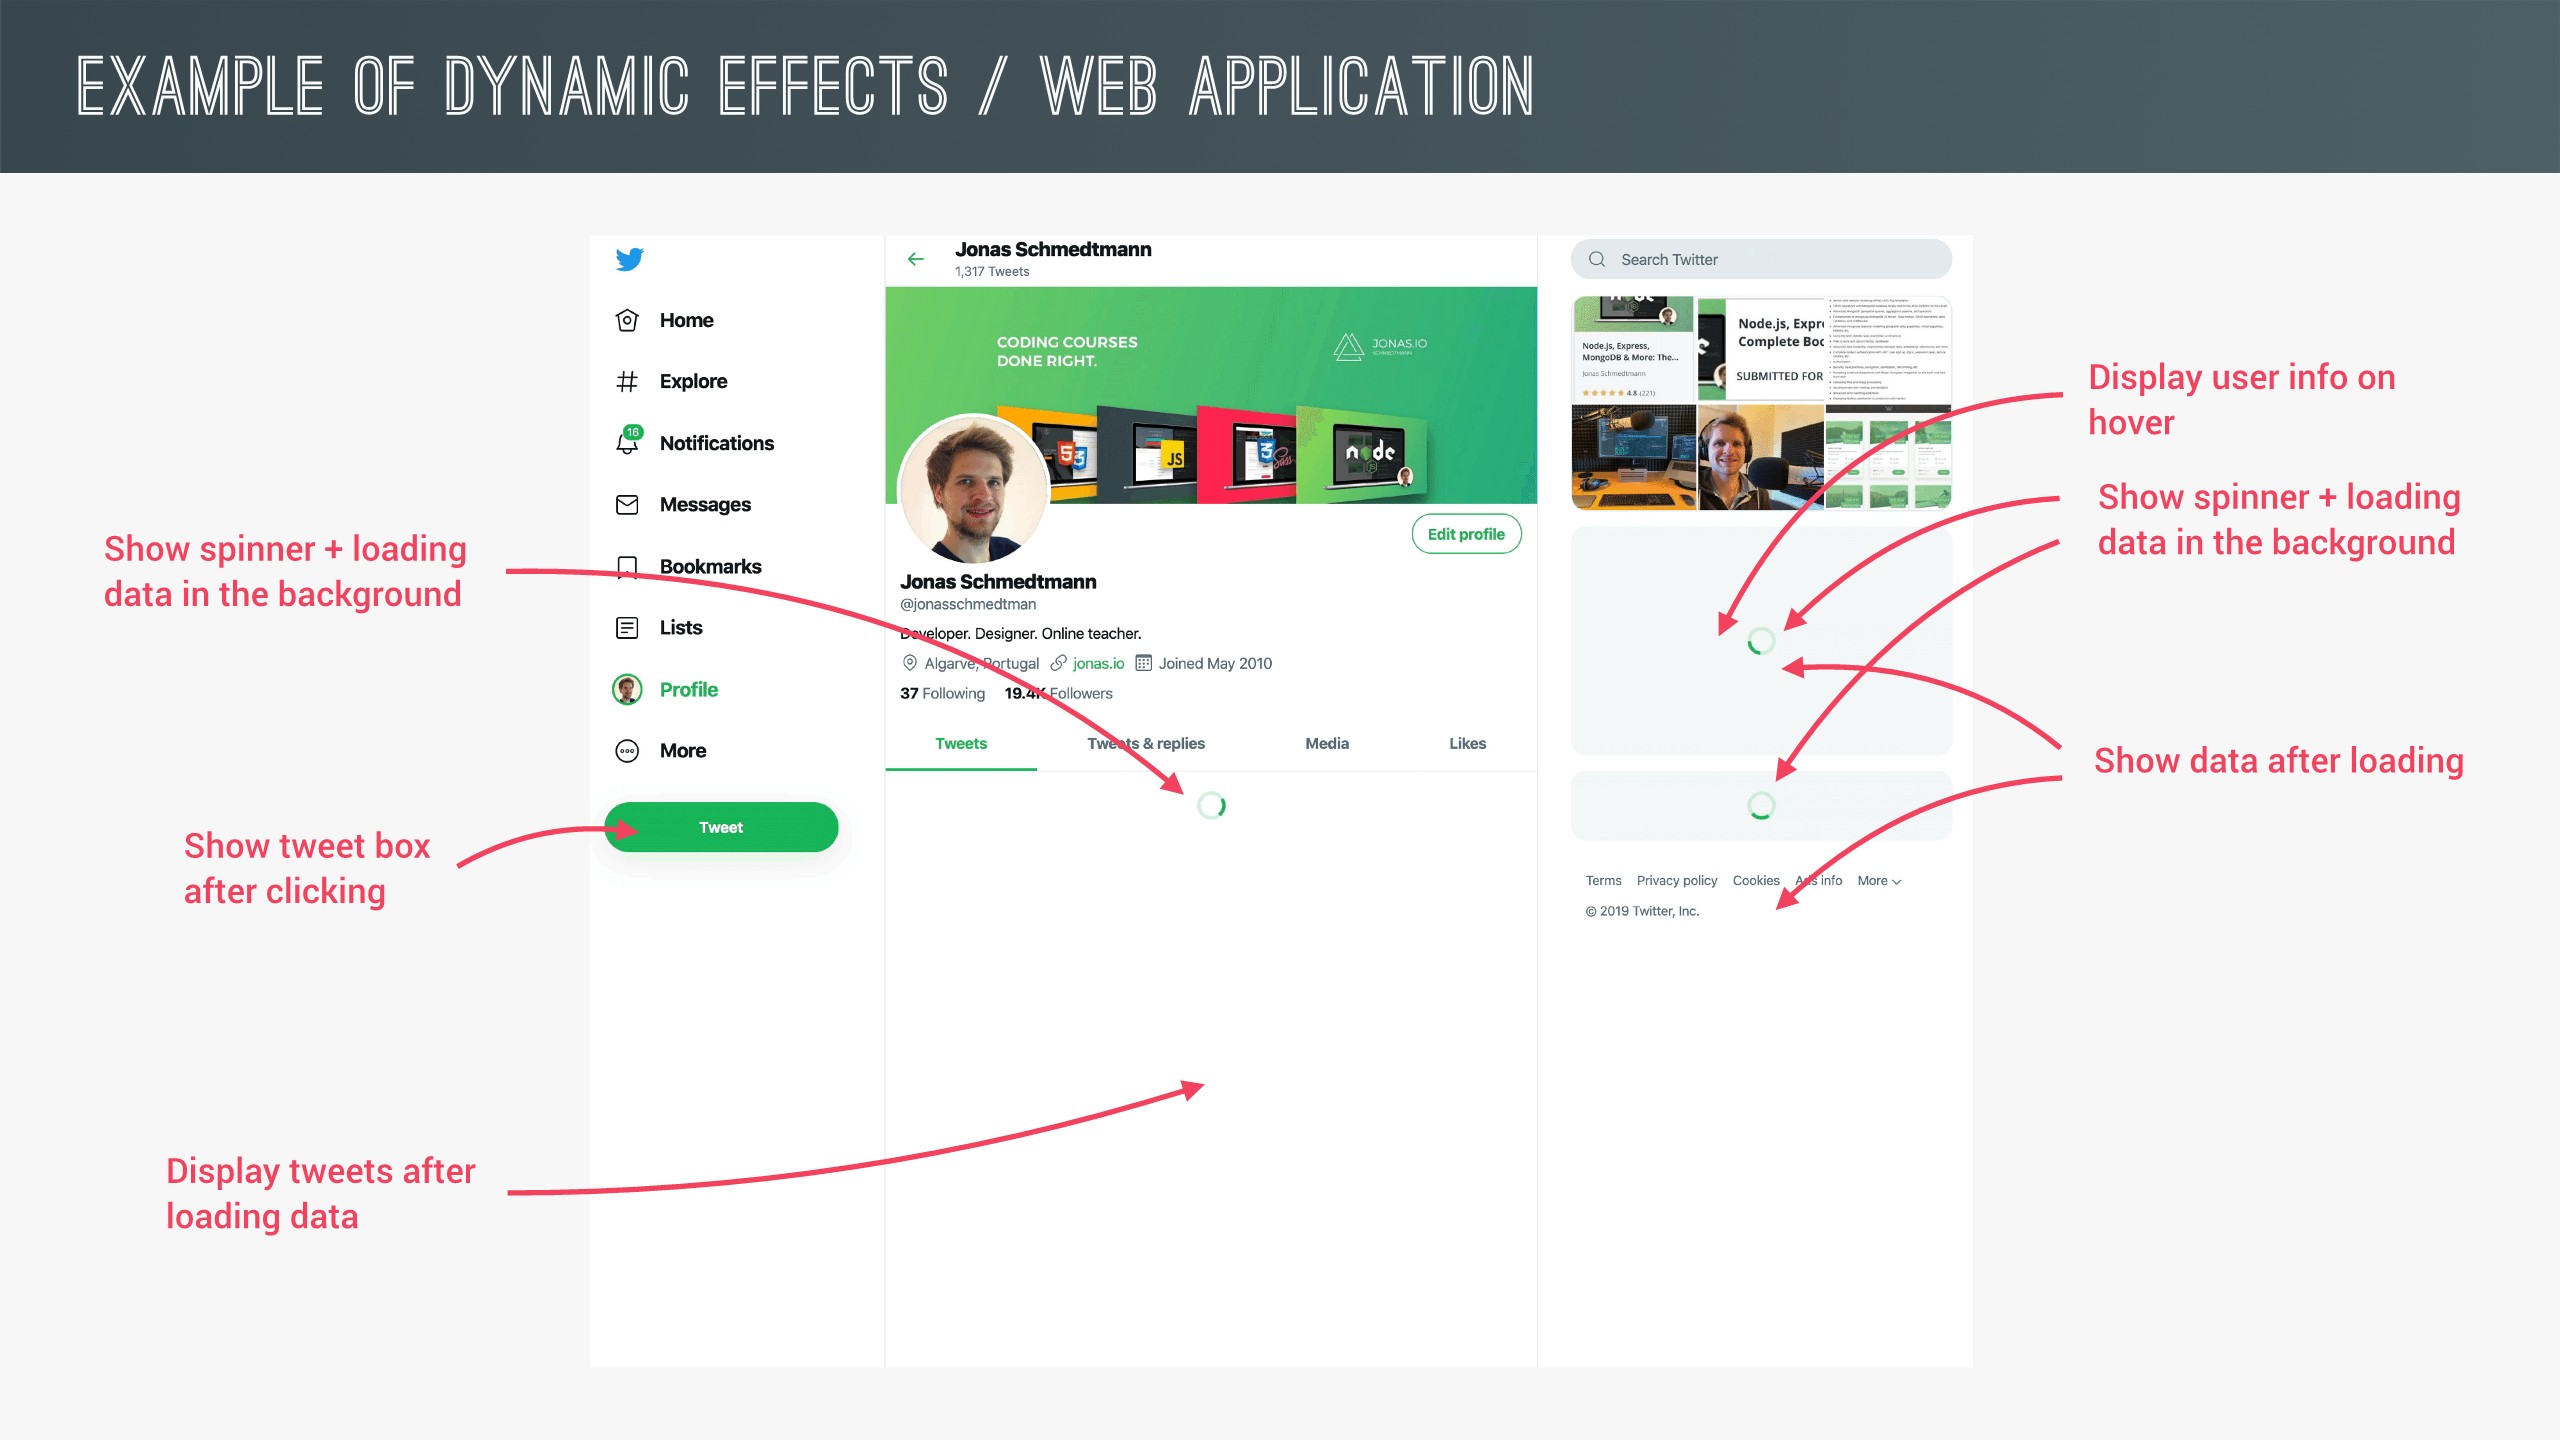 EXAMPLE OF DYNAMIC EFFECTS / WEB APPLICATION
Show spinner + loading
data in the background
Show tweet box
after clicking
Display tweets after
loading data
Home
Explore
16
Notifications
Messages
Bookmarks
Lists
Profile
More
Tweet
Jonas Schmedtmann
1,317 Tweets
CODING COURSES
DONE RIGHT.
JONAS.IO
SCHMEDTMANN
JS
node
Edit profile
Jonas Schmedtmann
@jonasschmedtman
Developer. Designer. Online teacher.
Algarve, Portugal jonas.io Joined May 2010
37 Following 19.4K Followers
Tweets Tweets & replies Media Likes
Search Twitter
Node.js, Express,
MongoDB & More: The...
Jonas Schmedtmann
4.8 (221)
Node.js, Expr
Complete Boo
SUBMITTED FOR
Terms Privacy policy Cookies Ads info More
© 2019 Twitter, Inc.
Display user info on
hover
Show spinner + loading
data in the background
Show data after loading